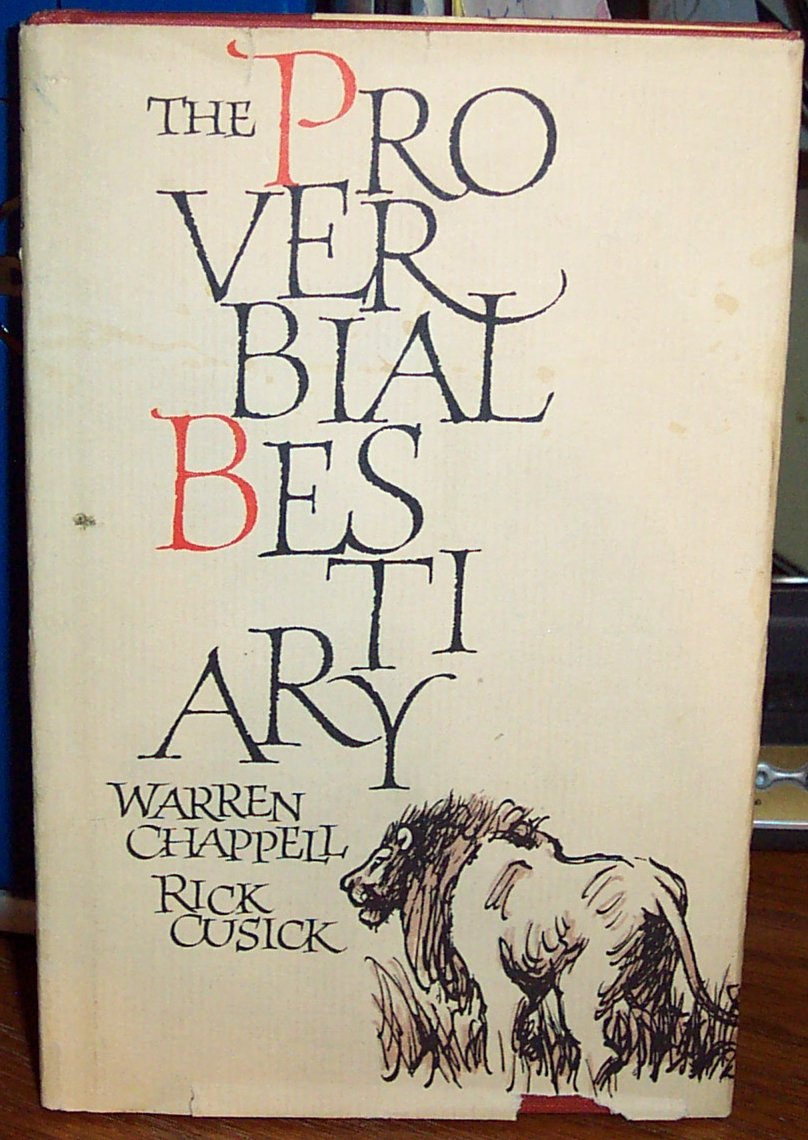 THE PRO
VER
BIAL
BES
TI
ARY
WARREN
CHAPPELL
RICK
CUSICK